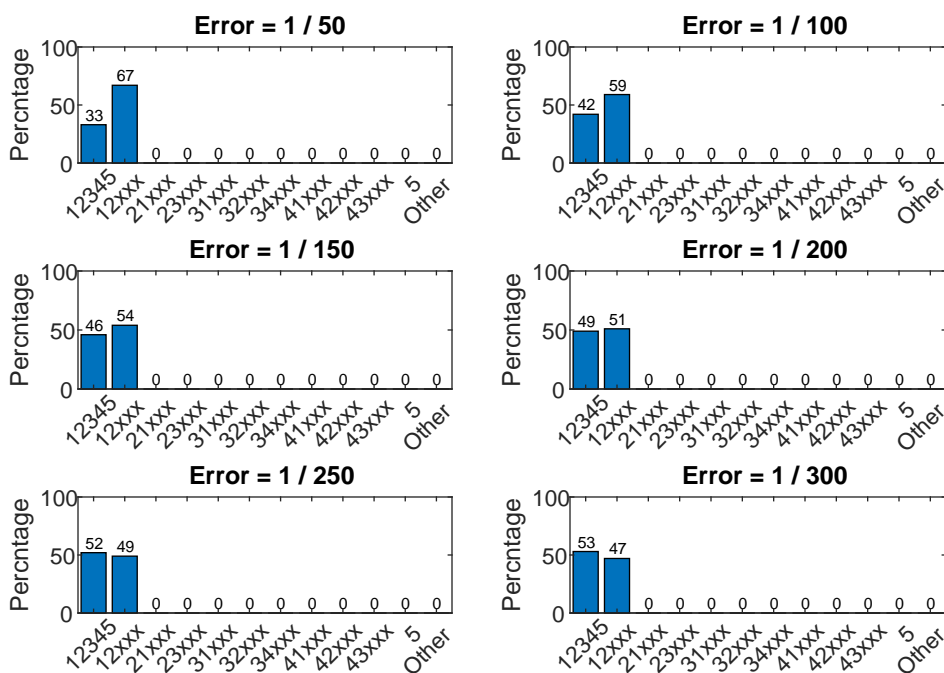 Error = 1 / 50
100
50
0
Percntage
33
67
0 0 0 0 0 0 0 0 0 0
12345 12xxx 21xxx 23xxx 31xxx 32xxx 34xxx 41xxx 42xxx 43xxx 5 Other
Error = 1 / 100
100
50
0
Percntage
42
59
0 0 0 0 0 0 0 0 0 0
12345 12xxx 21xxx 23xxx 31xxx 32xxx 34xxx 41xxx 42xxx 43xxx 5 Other
Error = 1 / 150
100
50
0
Percntage
46
54
0 0 0 0 0 0 0 0 0 0
12345 12xxx 21xxx 23xxx 31xxx 32xxx 34xxx 41xxx 42xxx 43xxx 5 Other
Error = 1 / 200
100
50
0
Percntage
49
51
0 0 0 0 0 0 0 0 0 0
12345 12xxx 21xxx 23xxx 31xxx 32xxx 34xxx 41xxx 42xxx 43xxx 5 Other
Error = 1 / 250
100
50
0
Percntage
52
49
0 0 0 0 0 0 0 0 0 0
12345 12xxx 21xxx 23xxx 31xxx 32xxx 34xxx 41xxx 42xxx 43xxx 5 Other
Error = 1 / 300
100
50
0
Percntage
53
47
0 0 0 0 0 0 0 0 0 0
12345 12xxx 21xxx 23xxx 31xxx 32xxx 34xxx 41xxx 42xxx 43xxx 5 Other